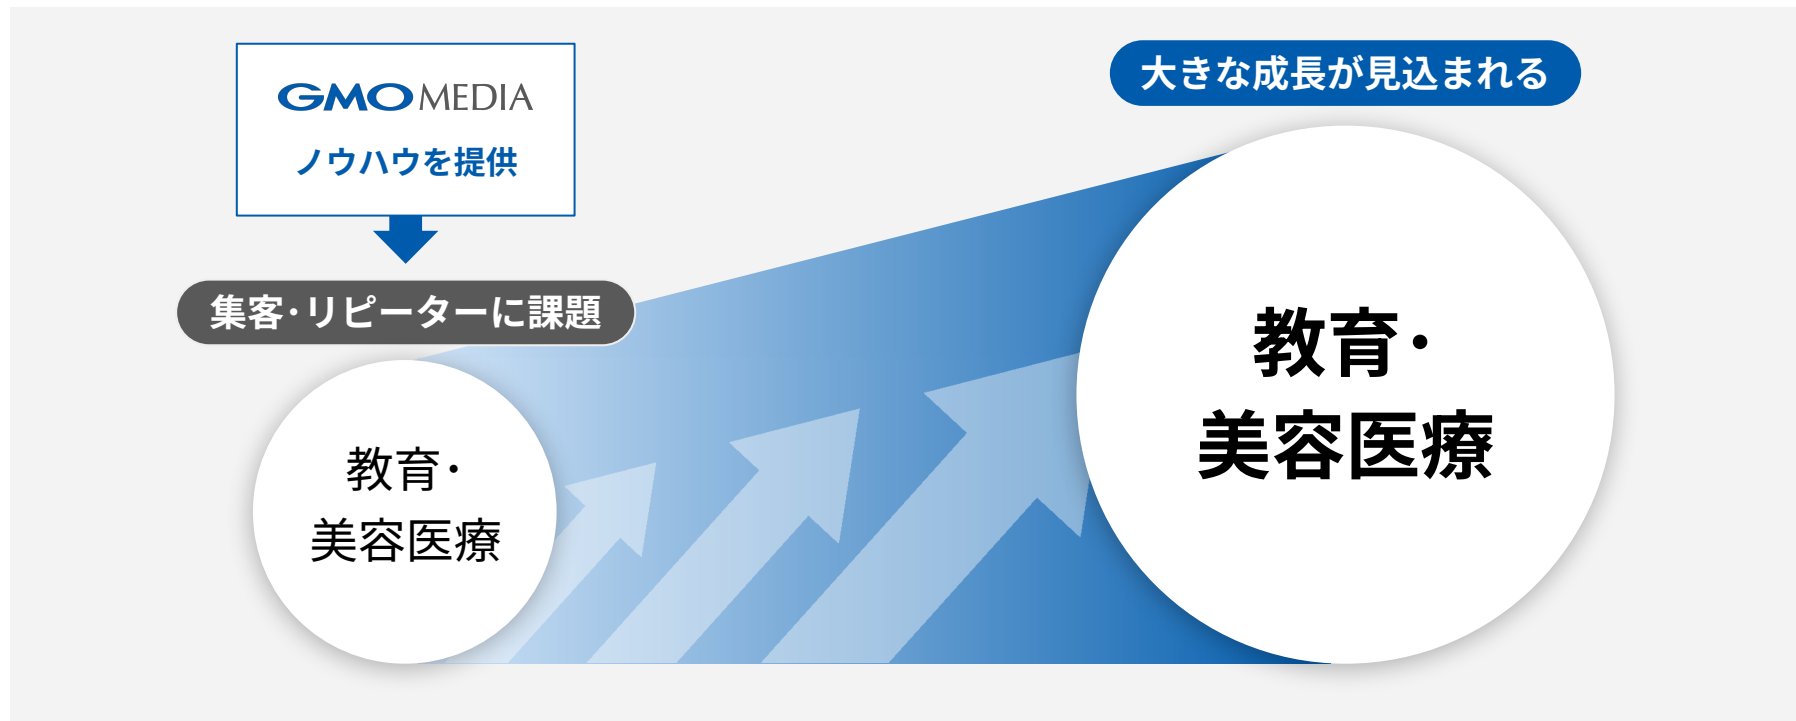 GMO MEDIA
ノウハウを提供
集客・リピーターに課題
教育・
美容医療
大きな成長が見込まれる
教育・
美容医療